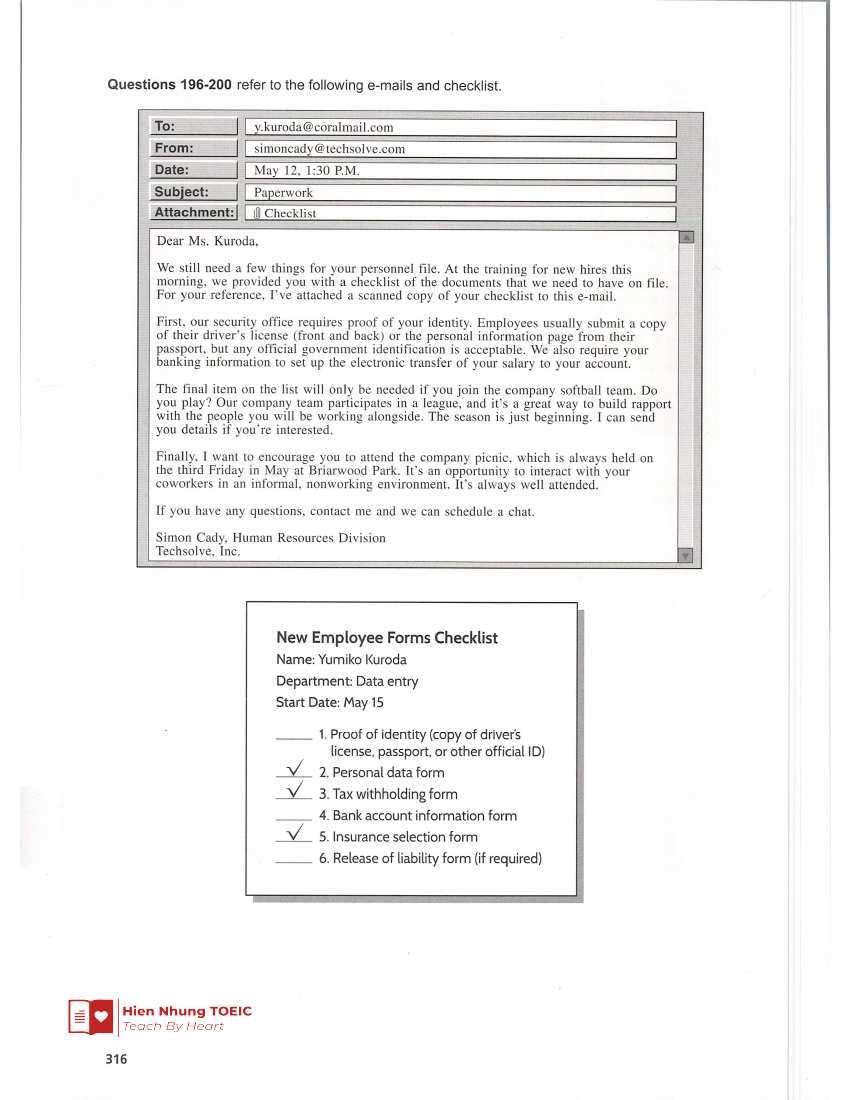 Questions 196-200 refer to the following e-mails and checklist.
To: y.kuroda@coralmail.com
From: simoncady@techsolve.com
Date: May 12, 1:30 P.M.
Subject: Paperwork
Attachment: Checklist
Dear Ms. Kuroda,
We still need a few things for your personnel file. At the training for new hires this
morning, we provided you with a checklist of the documents that we need to have on file.
For your reference, I've attached a scanned copy of your checklist to this e-mail.
First, our security office requires proof of your identity. Employees usually submit a copy
of their driver's license (front and back) or the personal information page from their
passport, but any official government identification is acceptable. We also require your
banking information to set up the electronic transfer of your salary to your account.
The final item on the list will only be needed if you join the company softball team. Do
you play? Our company team participates in a league, and it's a great way to build rapport
with the people you will be working alongside. The season is just beginning. I can send
you details if you're interested.
Finally, I want to encourage you to attend the company picnic, which is always held on
the third Friday in May at Briarwood Park. It's an opportunity to interact with your
coworkers in an informal, nonworking environment. It's always well attended.
If you have any questions, contact me and we can schedule a chat.
Simon Cady, Human Resources Division
Techsolve, Inc.
New Employee Forms Checklist
Name: Yumiko Kuroda
Department: Data entry
Start Date: May 15
1. Proof of identity (copy of driver's
license, passport, or other official ID)
✓ 2. Personal data form
✓ 3. Tax withholding form
4. Bank account information form
✓ 5. Insurance selection form
6. Release of liability form (if required)
Hien Nhung TOEIC
Teach By Heart
316